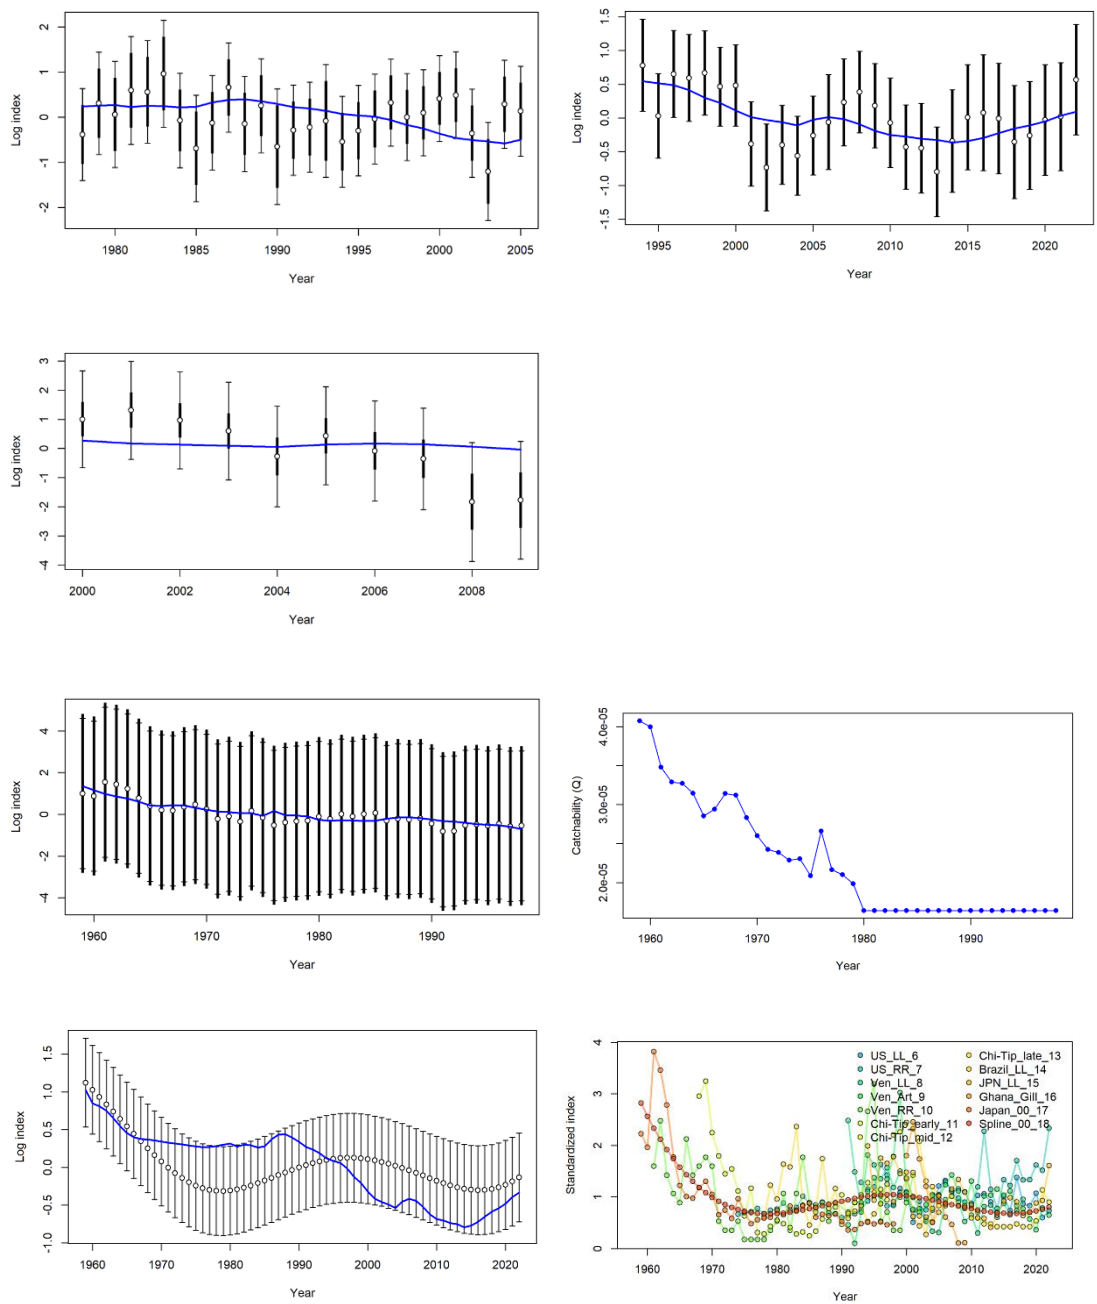 Log index
2
1
0
-1
-2
1980
1985
1990
1995
2000
2005
Year
Log index
1.5
1.0
0.5
0.0
-0.5
-1.0
-1.5
1995
2000
2005
2010
2015
2020
Year
Log index
3
2
1
0
-1
-2
-3
-4
2000
2002
2004
2006
2008
Year
Log index
4
2
0
-2
-4
1960
1970
1980
1990
Year
Catchability (Q)
4.0e-05
3.0e-05
2.0e-05
1960
1970
1980
1990
Year
Log index
1.5
1.0
0.5
0.0
-0.5
-1.0
1960
1970
1980
1990
2000
2010
2020
Year
Standardized index
4
3
2
1
0
US_LL_6
US_RR_7
Ven_LL_8
Ven_Art_9
Ven_RR_10
Chi-Tip_early_11
Chi-Tip_mid_12
Chi-Tip_late_13
Brazil_LL_14
JPN_LL_15
Ghana_Gill_16
Japan_00_17
Spline_00_18
1960
1970
1980
1990
2000
2010
2020
Year